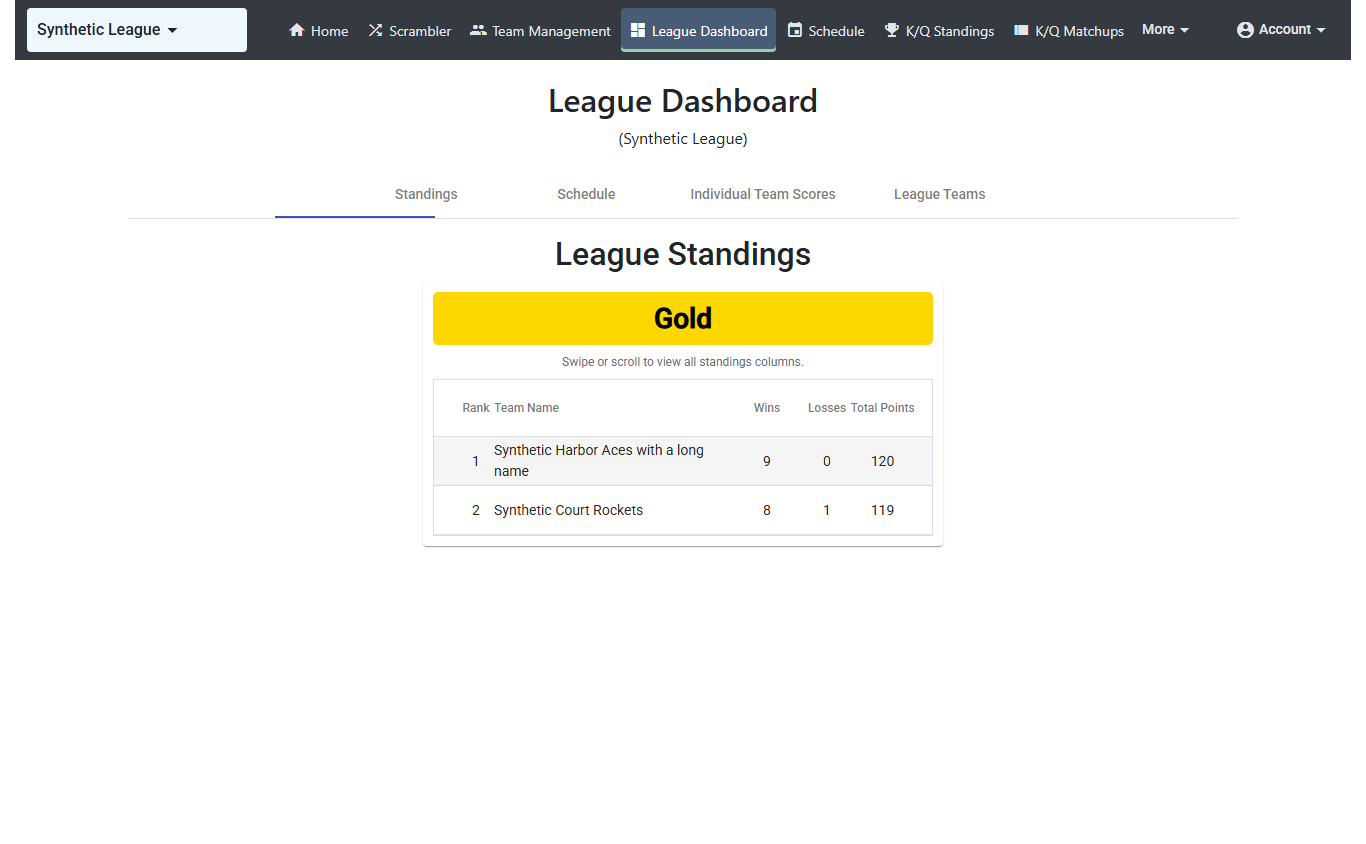 Synthetic League
Home
Scrambler
Team Management
League Dashboard
Schedule
K/Q Standings
K/Q Matchups
More
Account
League Dashboard
(Synthetic League)
Standings
Schedule
Individual Team Scores
League Teams
League Standings
Gold
Swipe or scroll to view all standings columns.
Rank Team Name Wins Losses Total Points
1 Synthetic Harbor Aces with a long name 9 0 120
2 Synthetic Court Rockets 8 1 119